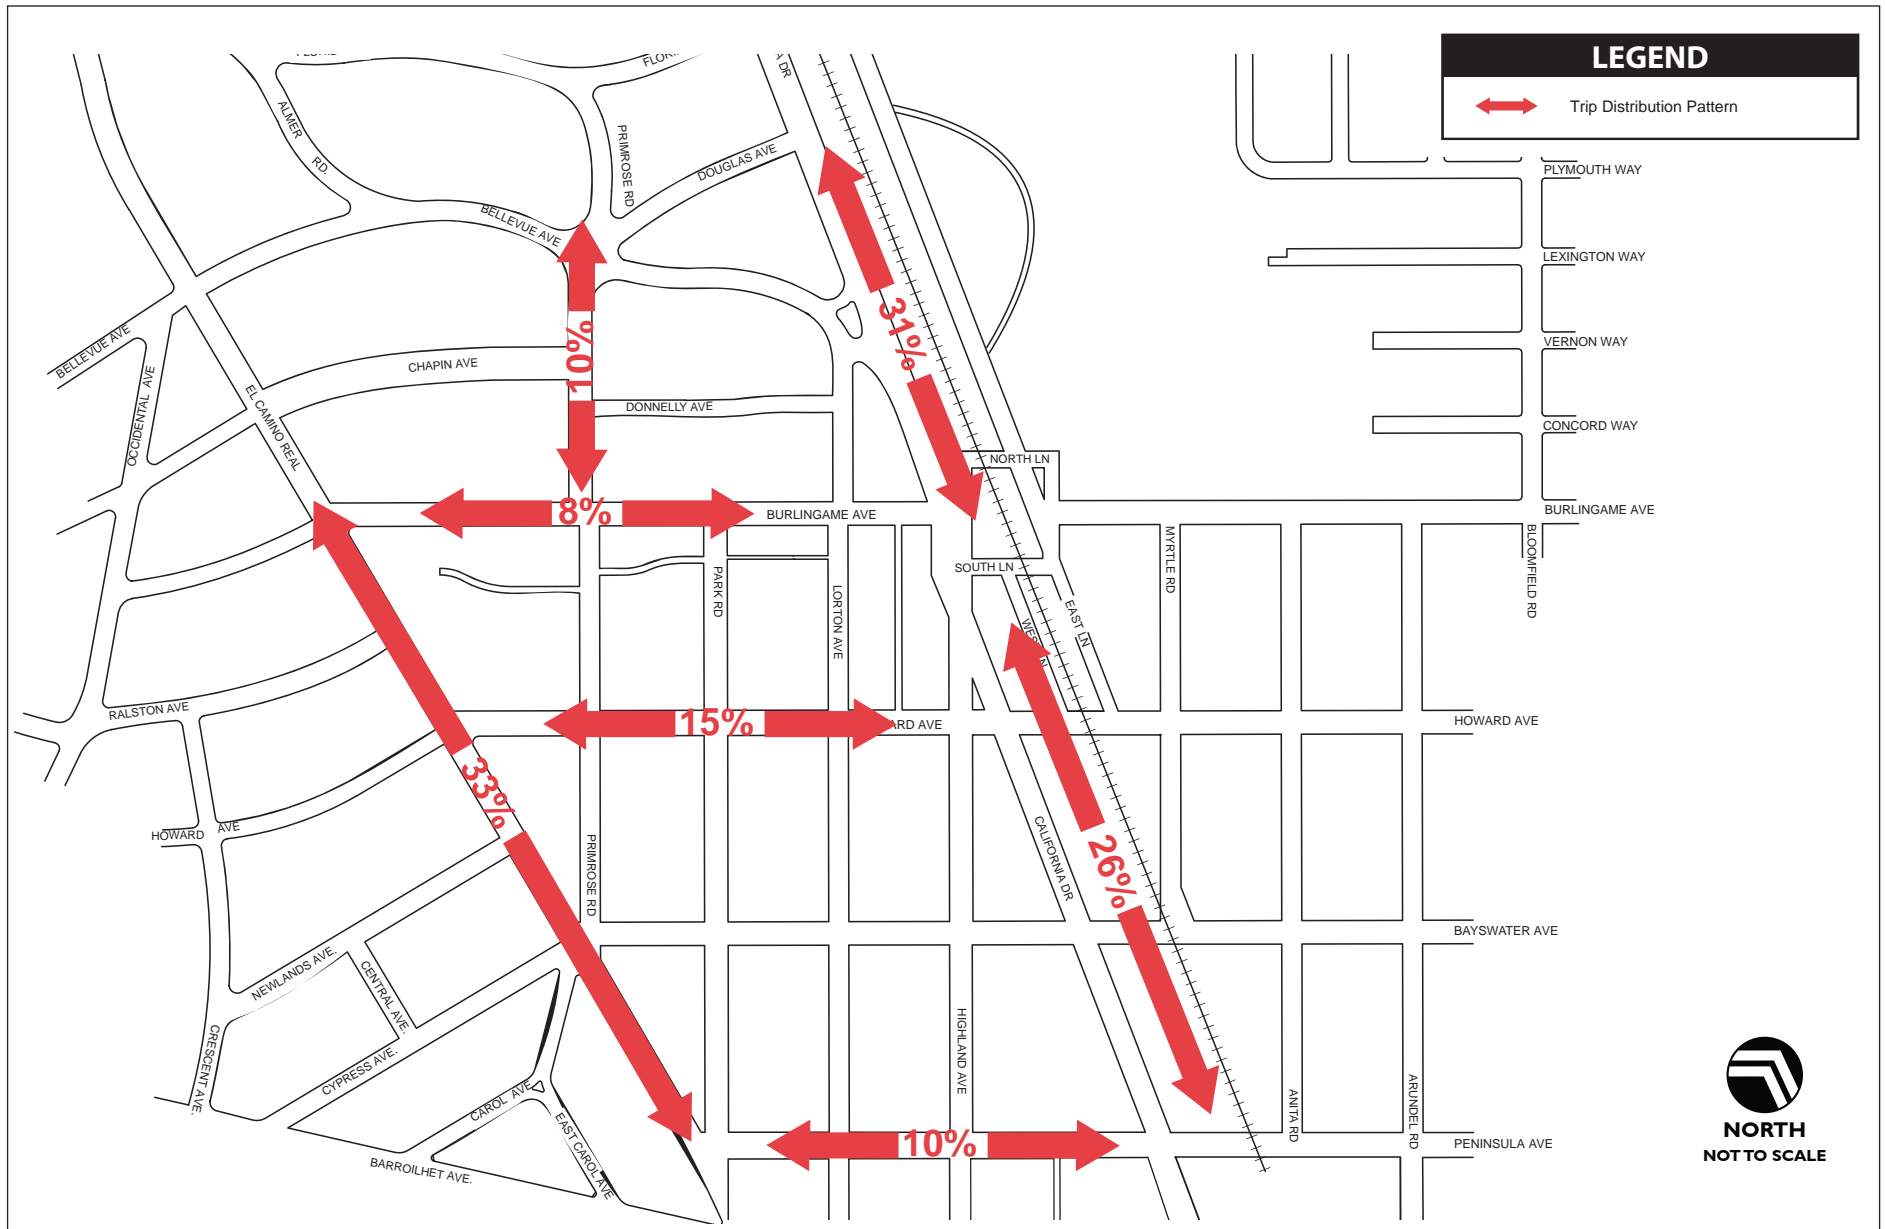 LEGEND
Trip Distribution Pattern
A DR
ALMER
RD.
PRIMROSE RD
DOUGLAS AVE
BELLEVUE AVE
PLYMOUTH WAY
LEXINGTON WAY
VERNON WAY
CONCORD WAY
BELLEVUE AVE
OCCIDENTAL AVE
EL CAMINO REAL
CHAPIN AVE
DONNELLY AVE
10%
31%
NORTH LN
8%
BURLINGAME AVE
BURLINGAME AVE
SOUTH LN
PARK RD
LORTON AVE
EAST LN
MYRTLE RD
BLOOMFIELD RD
RALSTON AVE
15%
ARD AVE
HOWARD AVE
33%
HOWARD AVE
PRIMROSE RD
CALIFORNIA DR
26%
BAYSWATER AVE
NEWLANDS AVE.
CENTRAL AVE.
CRESCENT AVE.
CYPRESS AVE.
CAROL AVE
EAST CAROL AVE
BARROILHET AVE.
HIGHLAND AVE
ANITA RD
ARUNDEL RD
10%
PENINSULA AVE
NORTH
NOT TO SCALE